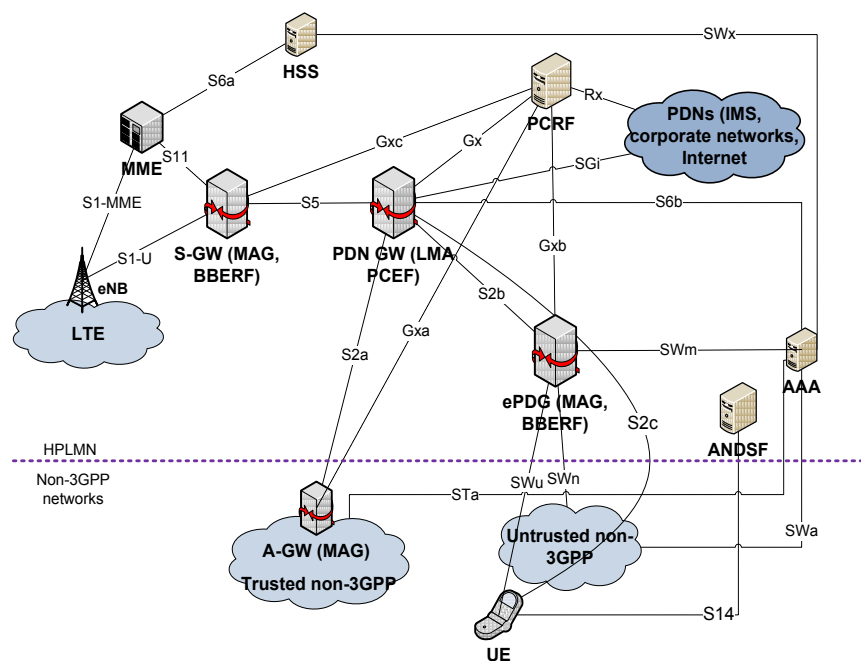 SWx
HSS
S6a
PCRF
Rx
PDNs (IMS,
corporate networks,
Internet
MME
S11
Gxc
Gx
SGi
S1-MME
S5
S6b
S-GW (MAG,
BBERF)
PDN GW (LMA
PCEF)
S1-U
eNB
LTE
Gxb
S2b
Gxa
S2a
SWm
AAA
ePDG (MAG,
BBERF)
S2c
ANDSF
HPLMN
Non-3GPP
networks
SWu
SWn
STa
SWa
A-GW (MAG)
Trusted non-3GPP
Untrusted non-
3GPP
S14
UE